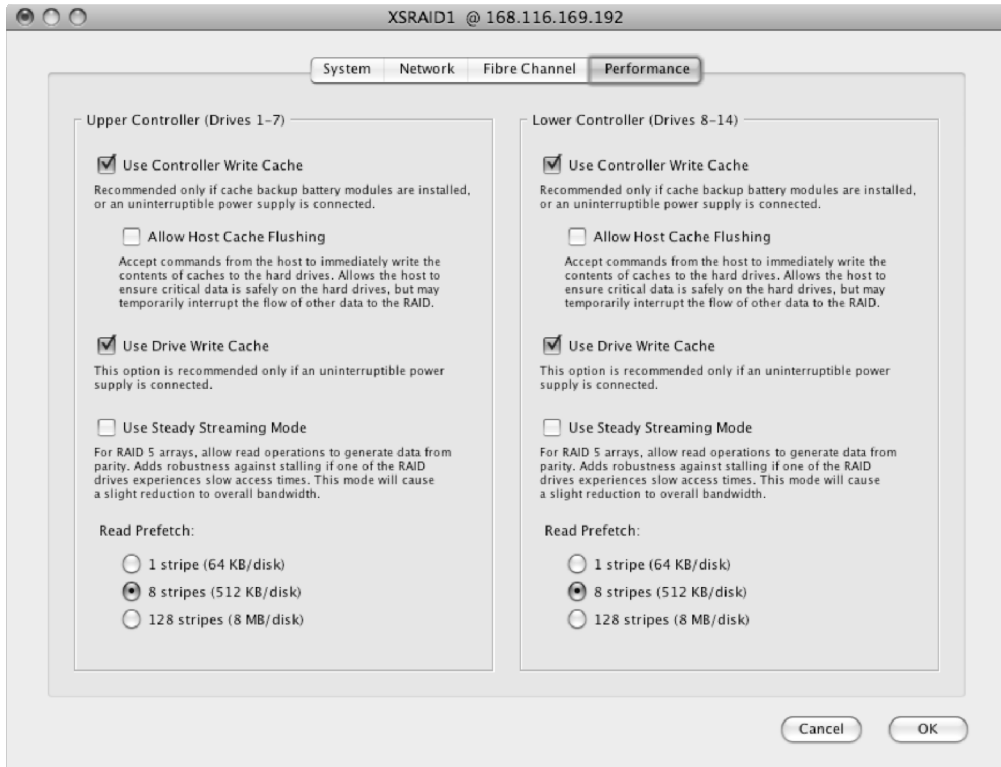 XSRAID1 @ 168.116.169.192
System Network Fibre Channel Performance
Upper Controller (Drives 1-7)
Use Controller Write Cache
Recommended only if cache backup battery modules are installed,
or an uninterruptible power supply is connected.
Allow Host Cache Flushing
Accept commands from the host to immediately write the
contents of caches to the hard drives. Allows the host to
ensure critical data is safely on the hard drives, but may
temporarily interrupt the flow of other data to the RAID.
Use Drive Write Cache
This option is recommended only if an uninterruptible power
supply is connected.
Use Steady Streaming Mode
For RAID 5 arrays, allow read operations to generate data from
parity. Adds robustness against stalling if one of the RAID
drives experiences slow access times. This mode will cause
a slight reduction to overall bandwidth.
Read Prefetch:
1 stripe (64 KB/disk)
8 stripes (512 KB/disk)
128 stripes (8 MB/disk)
Lower Controller (Drives 8-14)
Use Controller Write Cache
Recommended only if cache backup battery modules are installed,
or an uninterruptible power supply is connected.
Allow Host Cache Flushing
Accept commands from the host to immediately write the
contents of caches to the hard drives. Allows the host to
ensure critical data is safely on the hard drives, but may
temporarily interrupt the flow of other data to the RAID.
Use Drive Write Cache
This option is recommended only if an uninterruptible power
supply is connected.
Use Steady Streaming Mode
For RAID 5 arrays, allow read operations to generate data from
parity. Adds robustness against stalling if one of the RAID
drives experiences slow access times. This mode will cause
a slight reduction to overall bandwidth.
Read Prefetch:
1 stripe (64 KB/disk)
8 stripes (512 KB/disk)
128 stripes (8 MB/disk)
Cancel OK